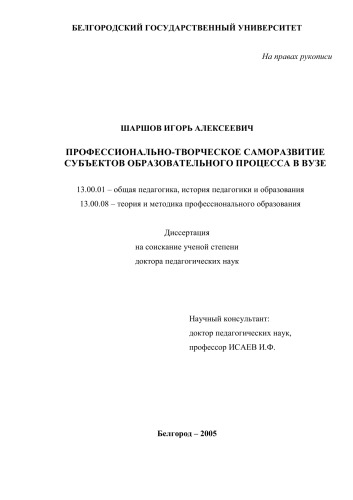 БЕЛГОРОДСКИЙ ГОСУДАРСТВЕННЫЙ УНИВЕРСИТЕТ
На правах рукописи
ШАРШОВ ИГОРЬ АЛЕКСЕЕВИЧ
ПРОФЕССИОНАЛЬНО-ТВОРЧЕСКОЕ САМОРАЗВИТИЕ
СУБЪЕКТОВ ОБРАЗОВАТЕЛЬНОГО ПРОЦЕССА В ВУЗЕ
13.00.01 – общая педагогика, история педагогики и образования
13.00.08 – теория и методика профессионального образования
Диссертация
на соискание ученой степени
доктора педагогических наук
Научный консультант:
доктор педагогических наук,
профессор ИСАЕВ И.Ф.
Белгород – 2005